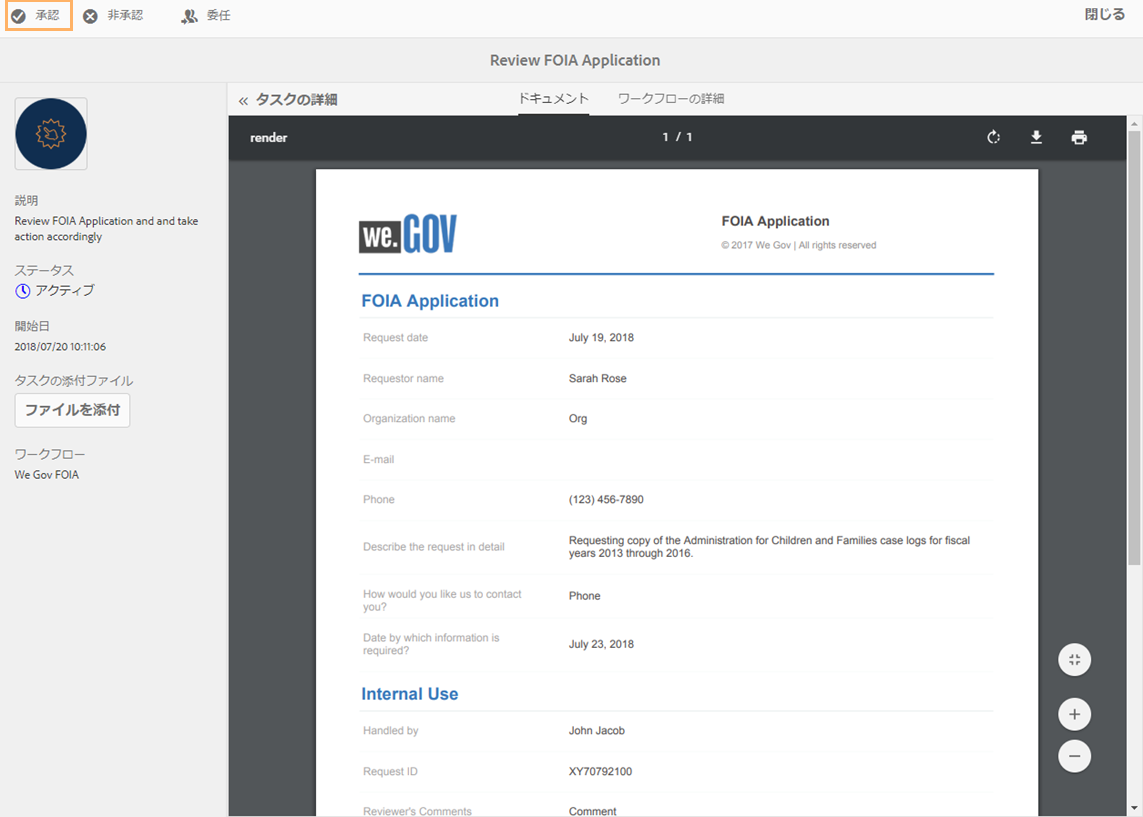 承認 非承認 委任 閉じる
Review FOIA Application
« タスクの詳細 ドキュメント ワークフローの詳細
説明
Review FOIA Application and and take
action accordingly
ステータス
アクティブ
開始日
2018/07/20 10:11:06
タスクの添付ファイル
ファイルを添付
ワークフロー
We Gov FOIA
render 1 / 1
we.GOV
FOIA Application
© 2017 We Gov | All rights reserved
FOIA Application
Request date July 19, 2018
Requestor name Sarah Rose
Organization name Org
E-mail
Phone (123) 456-7890
Describe the request in detail
Requesting copy of the Administration for Children and Families case logs for fiscal
years 2013 through 2016.
How would you like us to contact
you?
Phone
Date by which information is
required?
July 23, 2018
Internal Use
Handled by John Jacob
Request ID XY70792100
Reviewer's Comments Comment